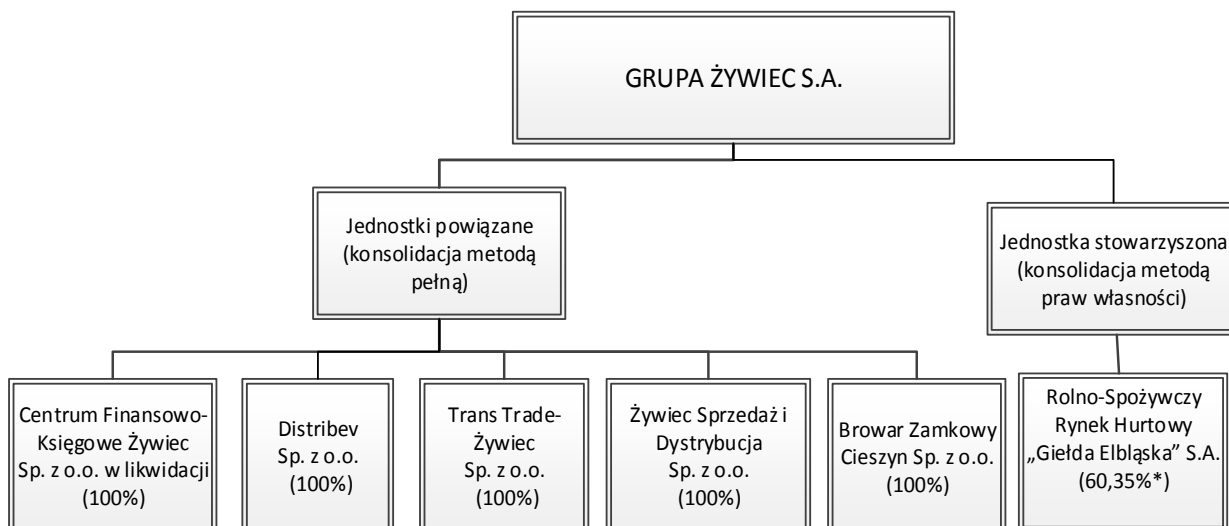 GRUPA ŻYWIEC S.A.
Jednostki powiązane
(konsolidacja metodą
pełną)
Jednostka stowarzyszona
(konsolidacja metodą
praw własności)
Centrum Finansowo-
Księgowe Żywiec
Sp. z o.o. w likwidacji
(100%)
Distribev
Sp. z o.o.
(100%)
Trans Trade-
Żywiec
Sp. z o.o.
(100%)
Żywiec Sprzedaż i
Dystrybucja
Sp. z o.o.
(100%)
Browar Zamkowy
Cieszyn Sp. z o.o.
(100%)
Rolno-Spożywczy
Rynek Hurtowy
„Giełda Elbląska” S.A.
(60,35%*)